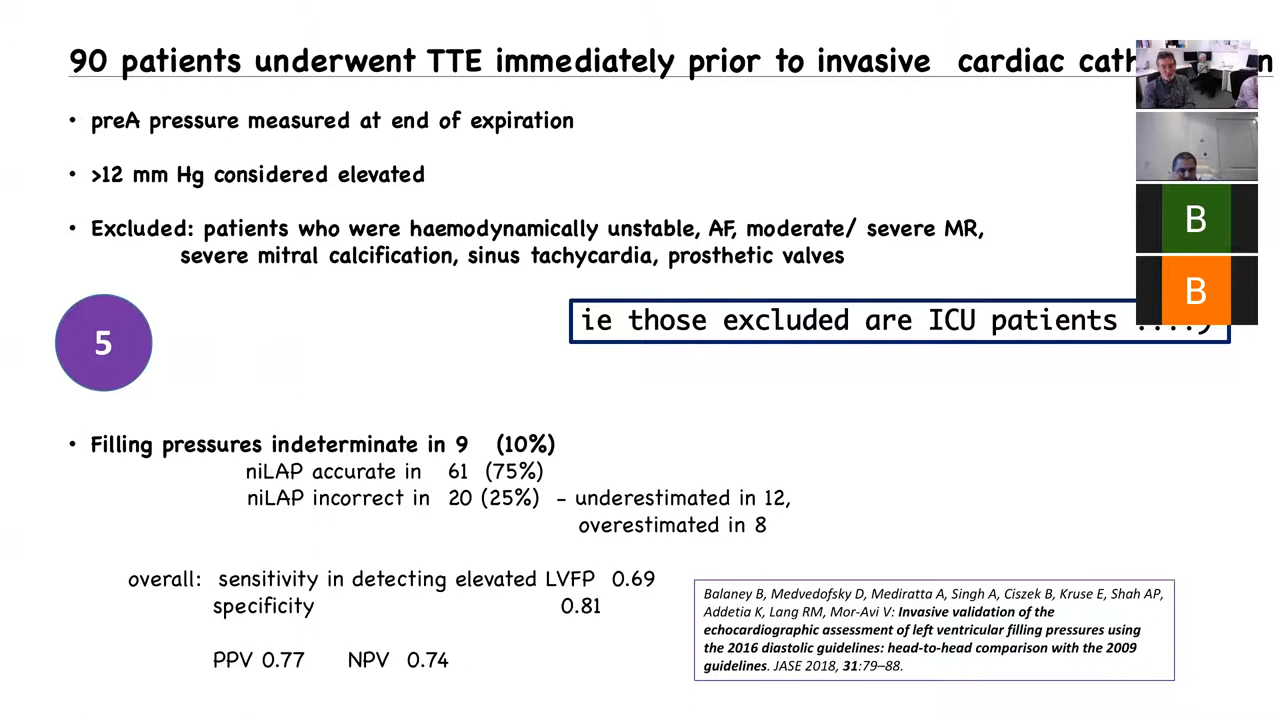 90 patients underwent TTE immediately prior to invasive cardiac cath
• preA pressure measured at end of expiration
• >12 mm Hg considered elevated
• Excluded: patients who were haemodynamically unstable, AF, moderate/ severe MR,
severe mitral calcification, sinus tachycardia, prosthetic valves
B
B
ie those excluded are ICU patients
5
• Filling pressures indeterminate in 9 (10%)
niLAP accurate in 61 (75%)
niLAP incorrect in 20 (25%) – underestimated in 12,
overestimated in 8
overall: sensitivity in detecting elevated LVFP 0.69
specificity 0.81
PPV 0.77 NPV 0.74
Balaney B, Medvedofsky D, Mediratta A, Singh A, Ciszek B, Kruse E, Shah AP,
Addetia K, Lang RM, Mor-Avi V: Invasive validation of the
echocardiographic assessment of left ventricular filling pressures using
the 2016 diastolic guidelines: head-to-head comparison with the 2009
guidelines. JASE 2018, 31:79–88.